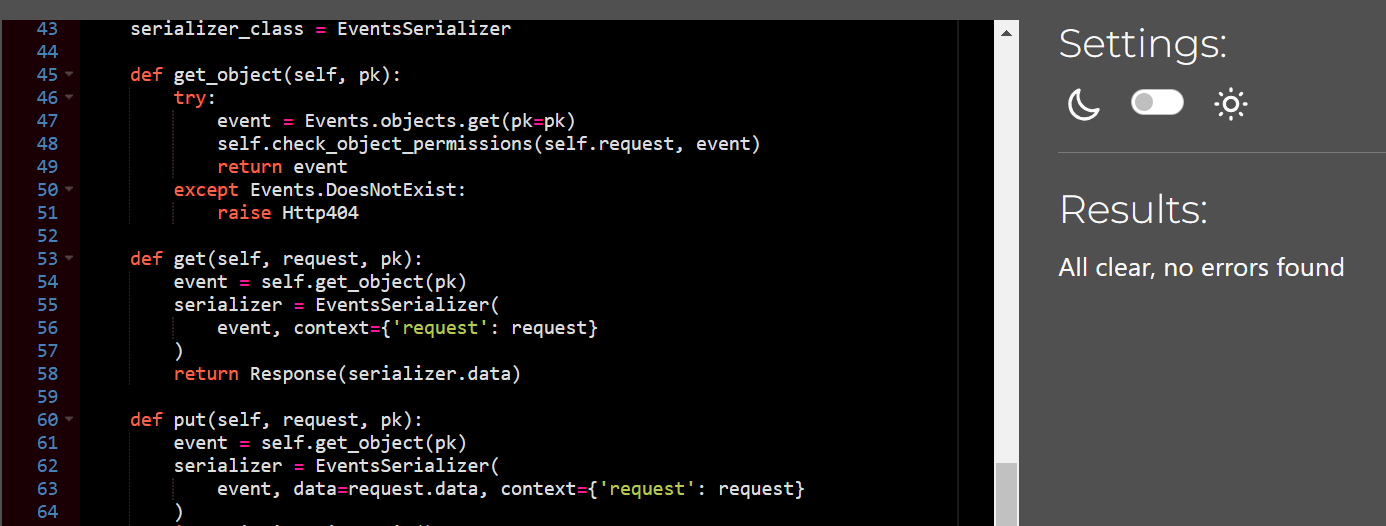 43 serializer_class = EventsSerializer
44
45 def get_object(self, pk):
46 try:
47 event = Events.objects.get(pk=pk)
48 self.check_object_permissions(self.request, event)
49 return event
50 except Events.DoesNotExist:
51 raise Http404
52
53 def get(self, request, pk):
54 event = self.get_object(pk)
55 serializer = EventsSerializer(
56 event, context={'request': request}
57 )
58 return Response(serializer.data)
59
60 def put(self, request, pk):
61 event = self.get_object(pk)
62 serializer = EventsSerializer(
63 event, data=request.data, context={'request': request}
64 )
Settings:
Results:
All clear, no errors found